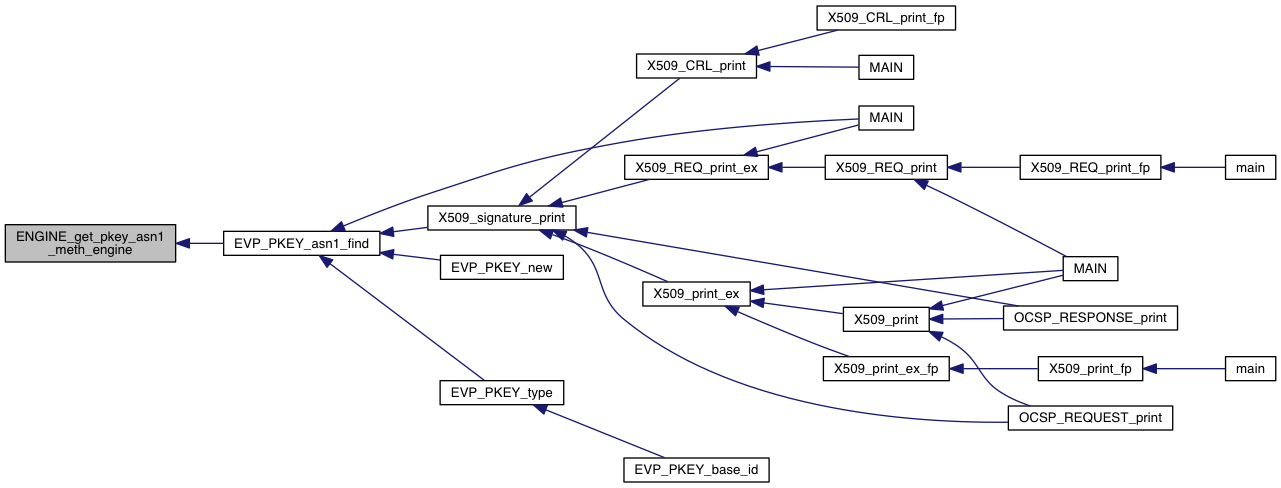 X509_CRL_print_fp
X509_CRL_print
MAIN
MAIN
X509_REQ_print_ex
X509_REQ_print
X509_REQ_print_fp
main
X509_signature_print
ENGINE_get_pkey_asn1
_meth_engine
EVP_PKEY_asn1_find
EVP_PKEY_new
MAIN
X509_print_ex
X509_print
OCSP_RESPONSE_print
X509_print_ex_fp
X509_print_fp
main
EVP_PKEY_type
OCSP_REQUEST_print
EVP_PKEY_base_id